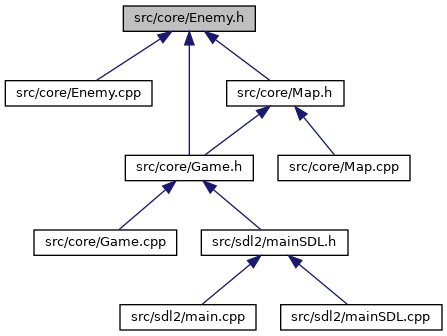 src/core/Enemy.h
src/core/Enemy.cpp
src/core/Map.h
src/core/Game.h
src/core/Map.cpp
src/core/Game.cpp
src/sdl2/mainSDL.h
src/sdl2/main.cpp
src/sdl2/mainSDL.cpp